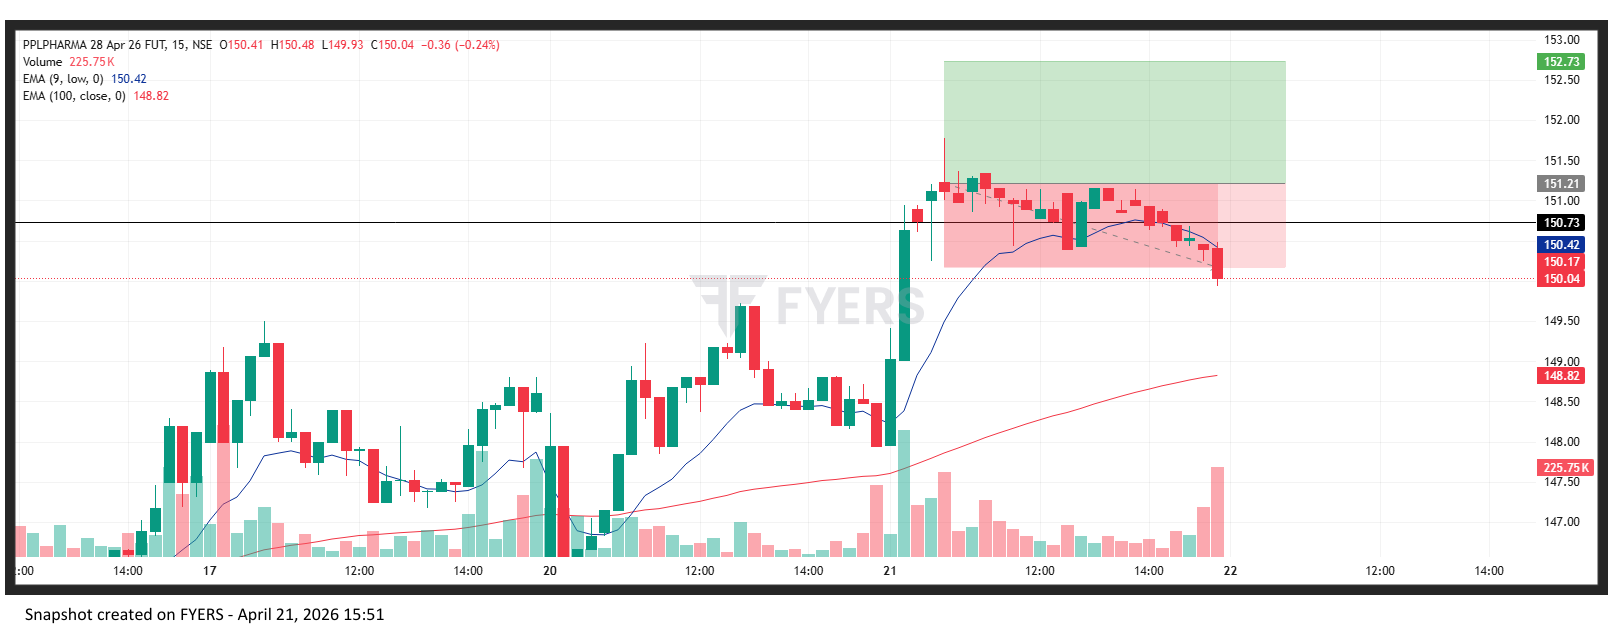 PPLPHARMA 28 Apr 26 FUT, 15, NSE O150.41 H150.48 L149.93 C150.04 −0.36 (−0.24%)
Volume 225.75K
EMA (9, low, 0) 150.42
EMA (100, close, 0) 148.82
153.00
152.73
152.50
152.00
151.50
151.21
151.00
150.73
150.42
150.17
150.04
149.50
149.00
148.82
148.50
148.00
225.75K
147.50
147.00
FYERS
:00 14:00 17 12:00 14:00 20 12:00 14:00 21 12:00 14:00 22 12:00 14:00
Snapshot created on FYERS - April 21, 2026 15:51